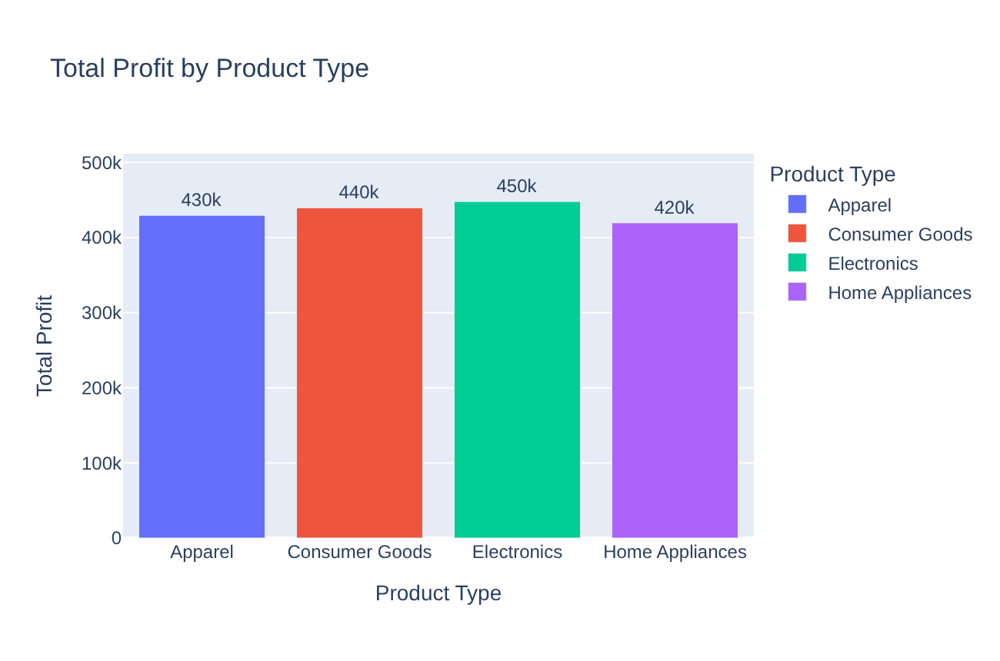 Total Profit by Product Type
500k
400k
300k
200k
100k
0
Total Profit
430k
440k
450k
420k
Apparel
Consumer Goods
Electronics
Home Appliances
Product Type
Product Type
Apparel
Consumer Goods
Electronics
Home Appliances